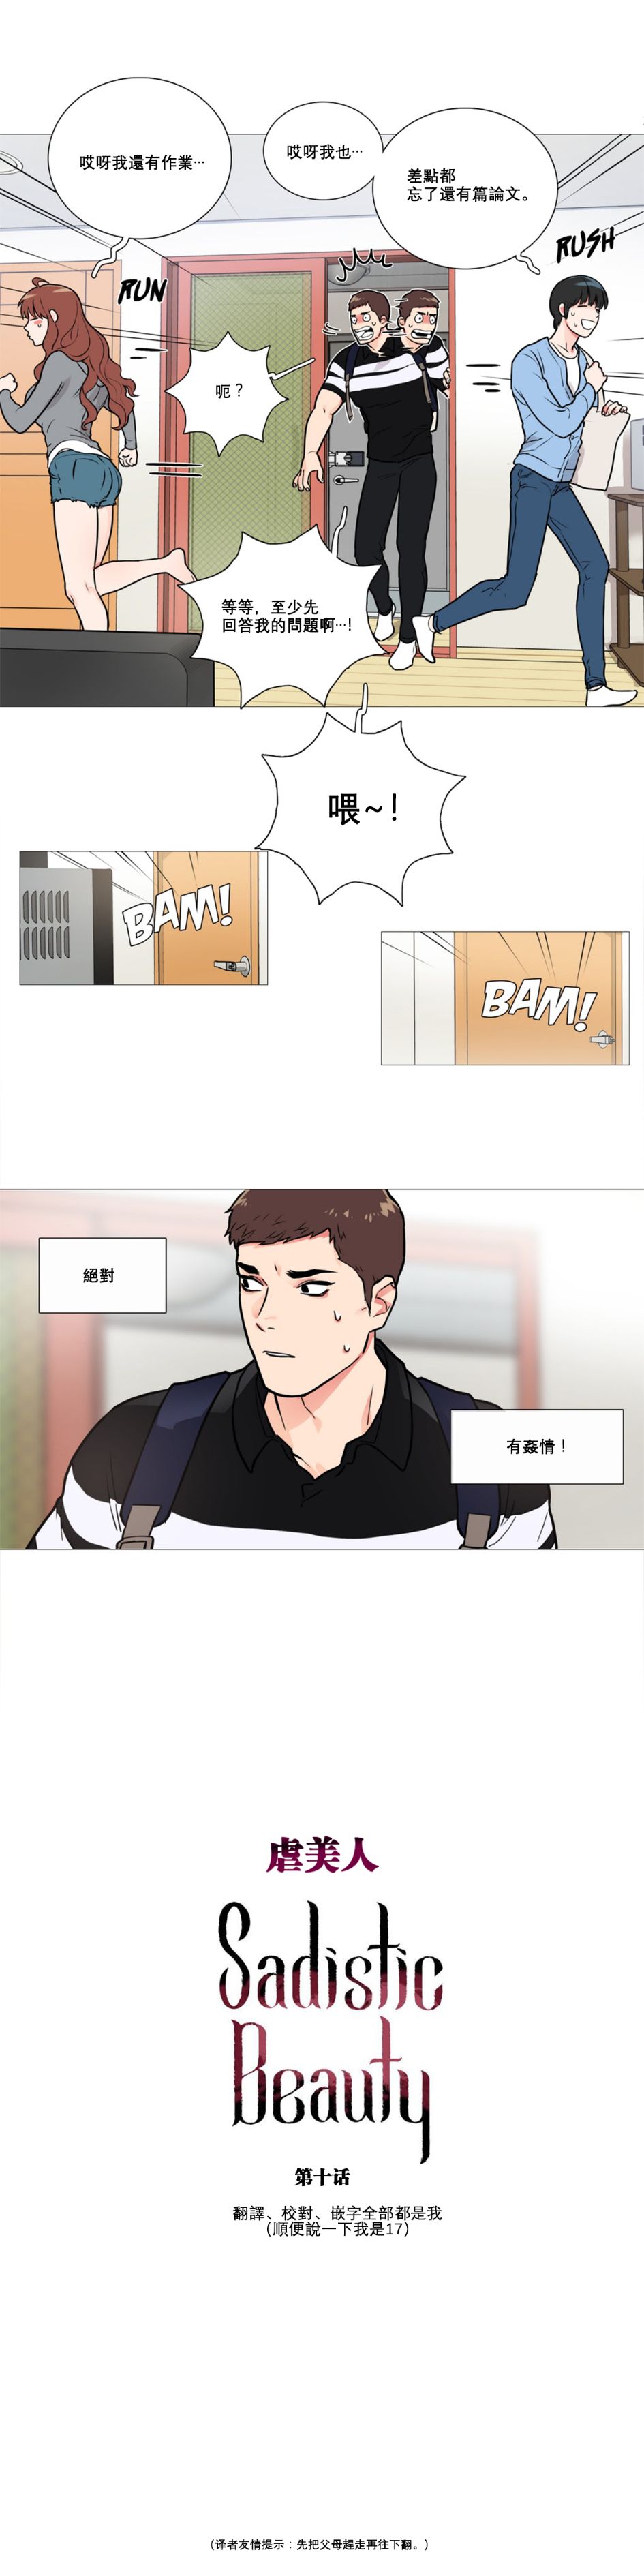 哎呀我還有作業…
哎呀我也…
差點都
忘了還有篇論文。
RUN
RUSH
呃？
等等，至少先
回答我的問題啊…!
喂~!
BAM!
BAM!
絕對
有姦情！
虐美人
Sadistic
Beauty
第十话
翻譯、校對、嵌字全部都是我
（順便說一下我是17）
（译者友情提示：先把父母趕走再往下翻。）